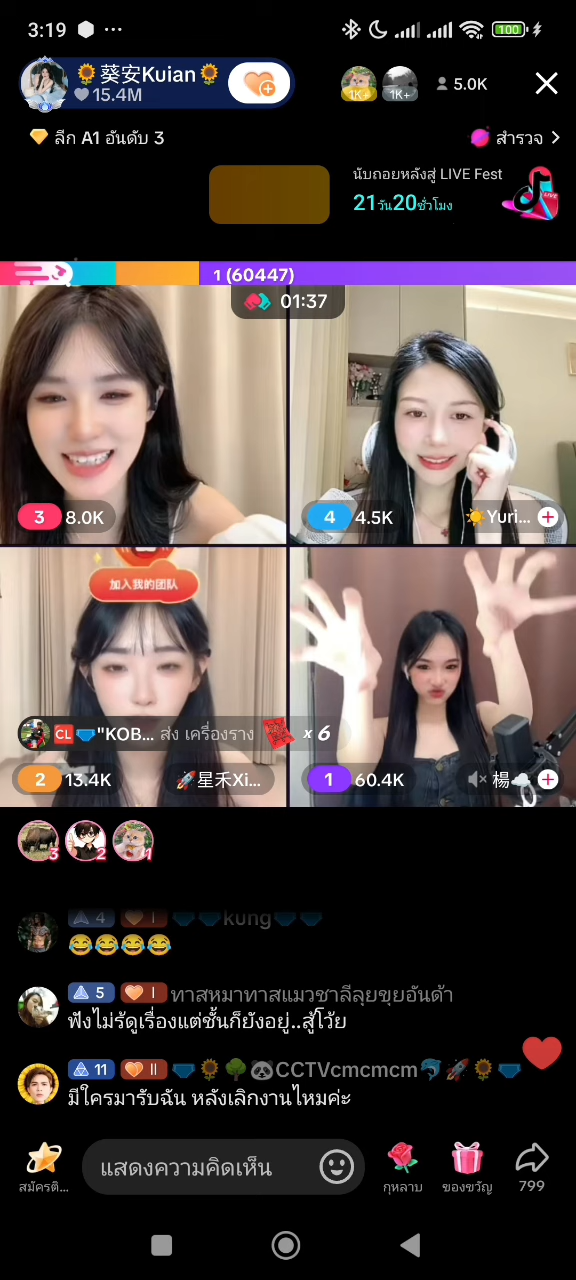 3:19
100
🌻葵安Kuian🌻
15.4M
1K+
1K+
5.0K
ลีก A1 อันดับ 3
สำรวจ
นับถอยหลังสู่ LIVE Fest
21วัน20ชั่วโมง
LIVE
1 (60447)
01:37
3 8.0K
4 4.5K
☀️Yuri...
加入我的团队
CL🩲"KOB... ส่ง เครื่องราง x 6
2 13.4K
🚀星禾Xi...
1 60.4K
楊☁️
3
2
1
4 I 🩲🩲kung🩲🩲
😂😂😂😂
5 I ทาสหมาทาสแมวชาลีลุยขุยอันด้า
ฟังไม่รัดูเรื่องแต่ชั้นก็ยังอยู่..สู่โว้ย
11 II 🩲🌻🌳🐼CCTVcmcmcm🐬🚀🌻🩲
มีใครมารับฉัน หลังเลิกงานไหมค่ะ
แสดงความคิดเห็น
สมัครติ...
กุหลาบ
ของขวัญ
799